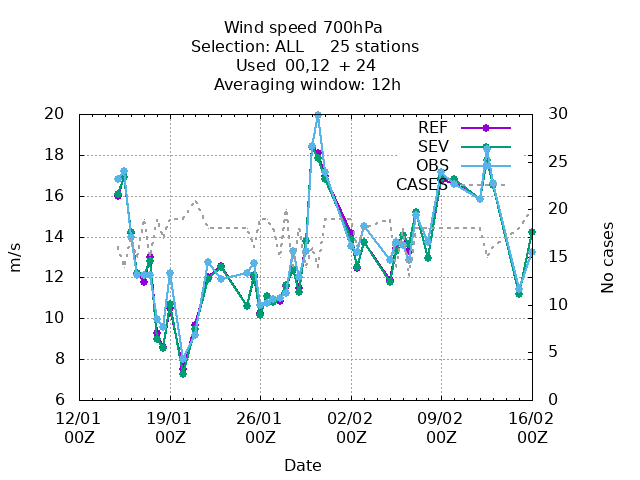 Wind speed 700hPa
Selection: ALL 25 stations
Used 00,12 + 24
Averaging window: 12h
REF
SEV
OBS
CASES
20
18
16
14
12
10
8
6
m/s
30
25
20
15
10
5
0
No cases
12/01 19/01 26/01 02/02 09/02 16/02
00Z 00Z 00Z 00Z 00Z 00Z
Date